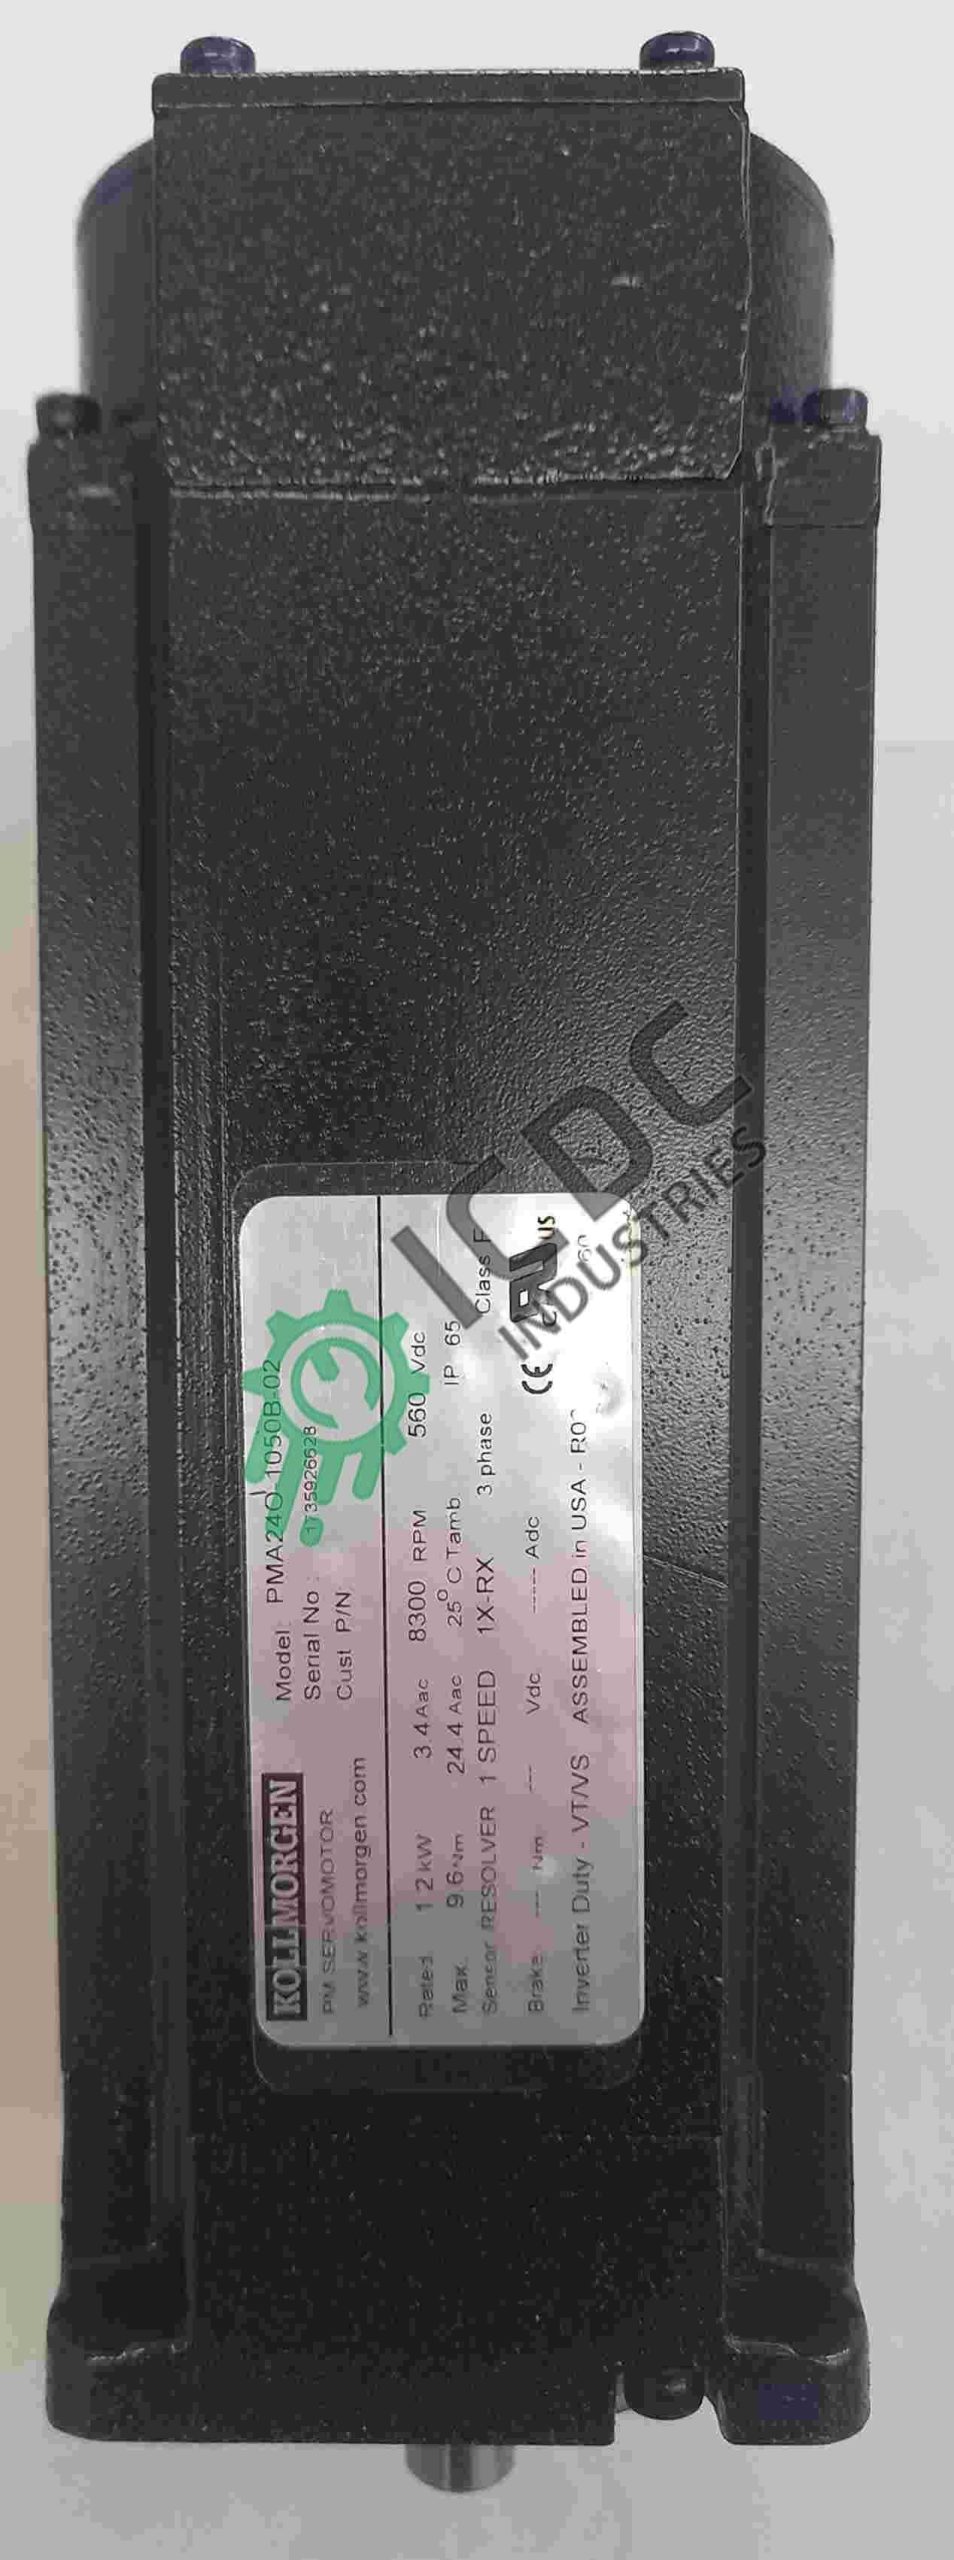 KOLLMORGEN
PM SERVOMOTOR
www.kollmorgen.com
Model: PMA24Q-1050B-02
Serial No :
Cust P/N
Rated 1.2 kW 3.4 Aac 8300 RPM 560 Vdc
Max. 9.6 Nm 24.4 Aac 25° C Tamb IP 65
Sensor RESOLVER 1 SPEED 1X-RX 3 phase Class F
Brake ---- Nm ---- Vdc ----- Adc CE us
Inverter Duty - VT/VS ASSEMBLED in USA -
ICDC
INDUSTRIES